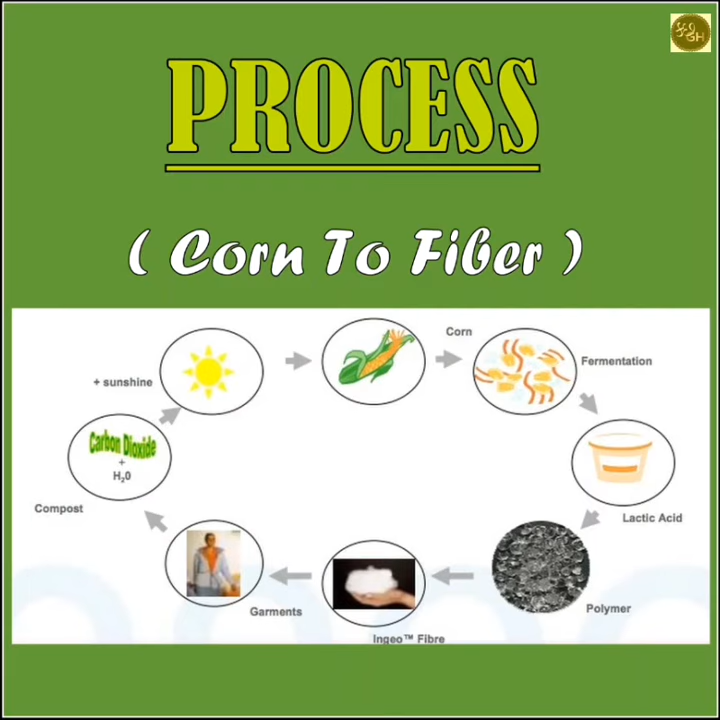 PROCESS
( Corn To Fiber )
Corn
+ sunshine
Fermentation
Carbon Dioxide
+
H₂0
Compost
Lactic Acid
Garments
Polymer
Ingeo™ Fibre